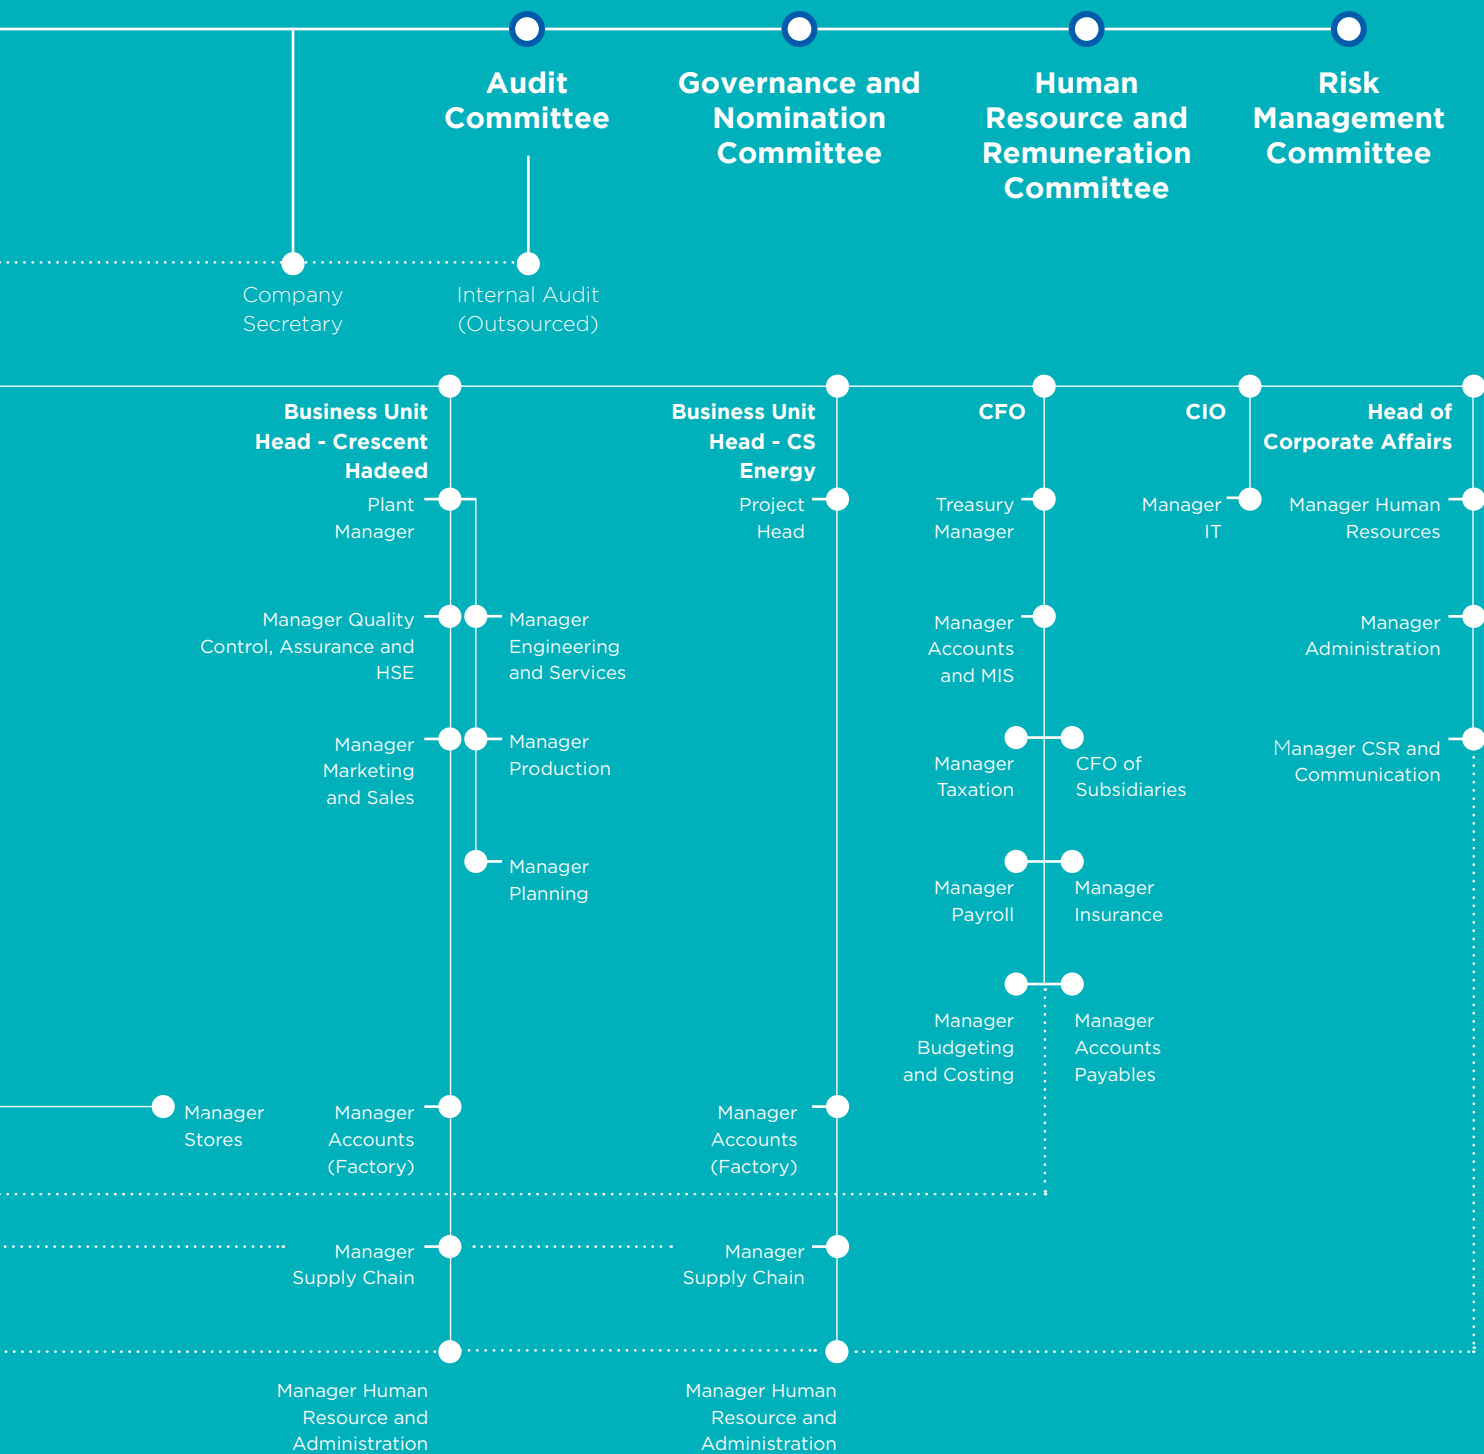 Audit
Committee
Governance and
Nomination
Committee
Human
Resource and
Remuneration
Committee
Risk
Management
Committee
Company
Secretary
Internal Audit
(Outsourced)
Business Unit
Head - Crescent
Hadeed
Plant
Manager
Manager Quality
Control, Assurance and
HSE
Manager
Engineering
and Services
Manager
Marketing
and Sales
Manager
Production
Manager
Planning
Manager
Stores
Manager
Accounts
(Factory)
Manager
Supply Chain
Manager Human
Resource and
Administration
Business Unit
Head - CS
Energy
Project
Head
Manager
Accounts
(Factory)
Manager
Supply Chain
Manager Human
Resource and
Administration
CFO
Treasury
Manager
Manager
Accounts
and MIS
Manager
Taxation
CFO of
Subsidiaries
Manager
Payroll
Manager
Insurance
Manager
Budgeting
and Costing
Manager
Accounts
Payables
CIO
Manager
IT
Head of
Corporate Affairs
Manager Human
Resources
Manager
Administration
Manager CSR and
Communication